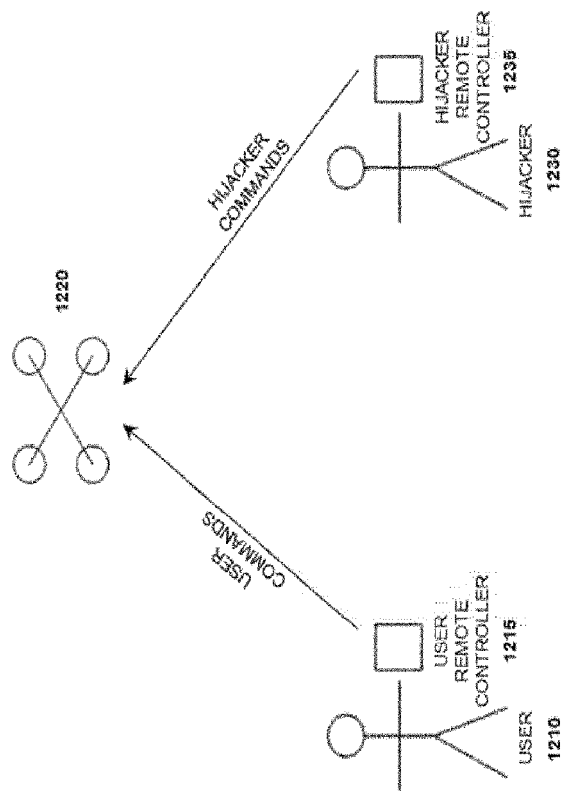 1220
USER
COMMANDS
HIJACKER
COMMANDS
USER
REMOTE
CONTROLLER
1215
USER
1210
HIJACKER
REMOTE
CONTROLLER
1235
HIJACKER
1230